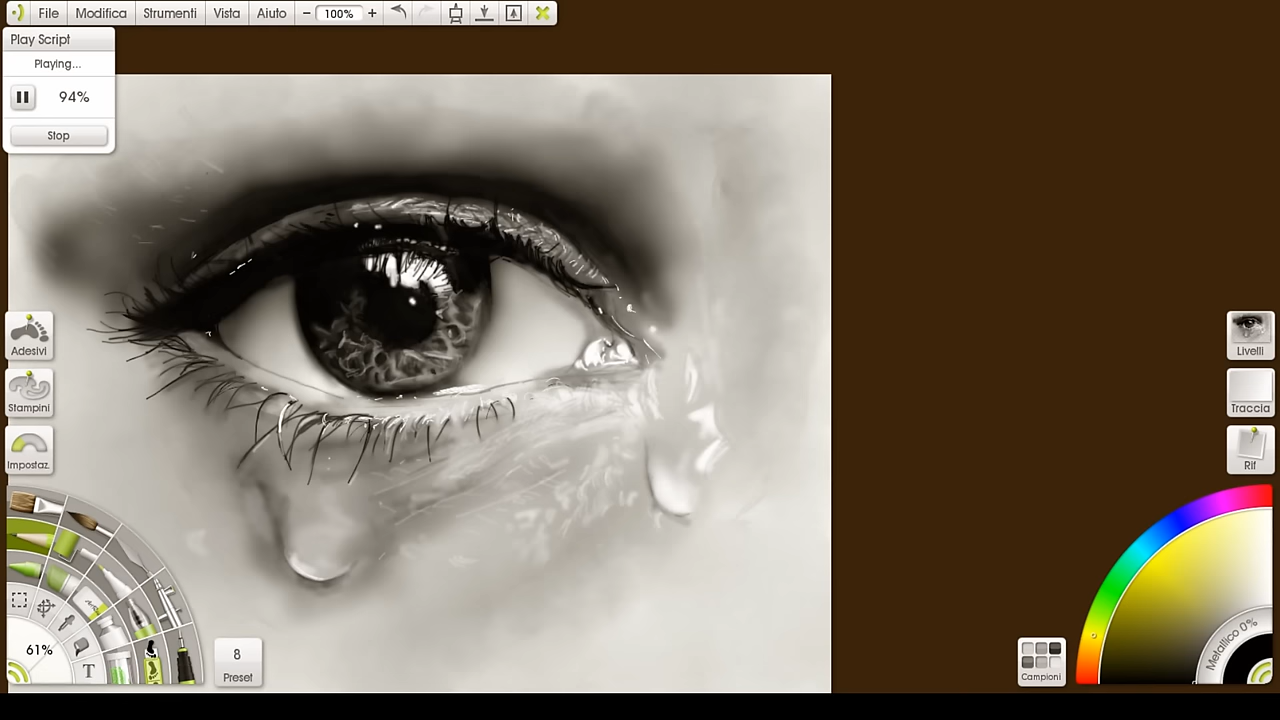 File Modifica Strumenti Vista Aiuto − 100% +
Play Script
Playing...
94%
Stop
Adesivi
Stampini
Impostaz.
61%
T
8
Preset
Livelli
Traccia
Rif
Campioni
Metallico 0%